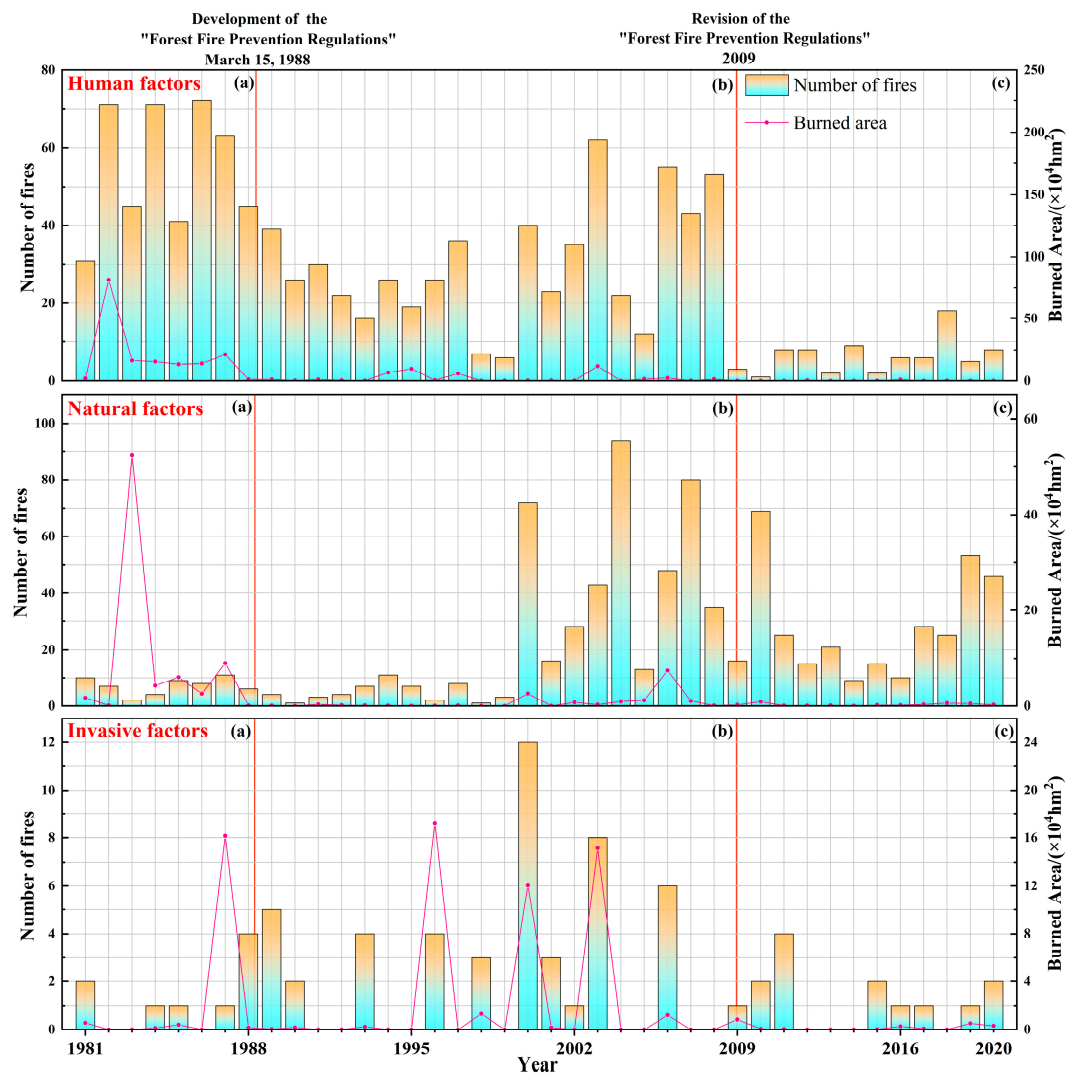 Development of the
"Forest Fire Prevention Regulations"
March 15, 1988
Revision of the
"Forest Fire Prevention Regulations"
2009
Human factors
(a)
(b)
(c)
Number of fires
Burned area
80
60
40
20
0
Number of fires
250
200
150
100
50
0
Burned Area/(×10⁴hm²)
Natural factors
(a)
(b)
(c)
100
80
60
40
20
0
Number of fires
60
40
20
0
Burned Area/(×10⁴hm²)
Invasive factors
(a)
(b)
(c)
12
10
8
6
4
2
0
Number of fires
24
20
16
12
8
4
0
Burned Area/(×10⁴hm²)
1981 1988 1995 2002 2009 2016 2020
Year